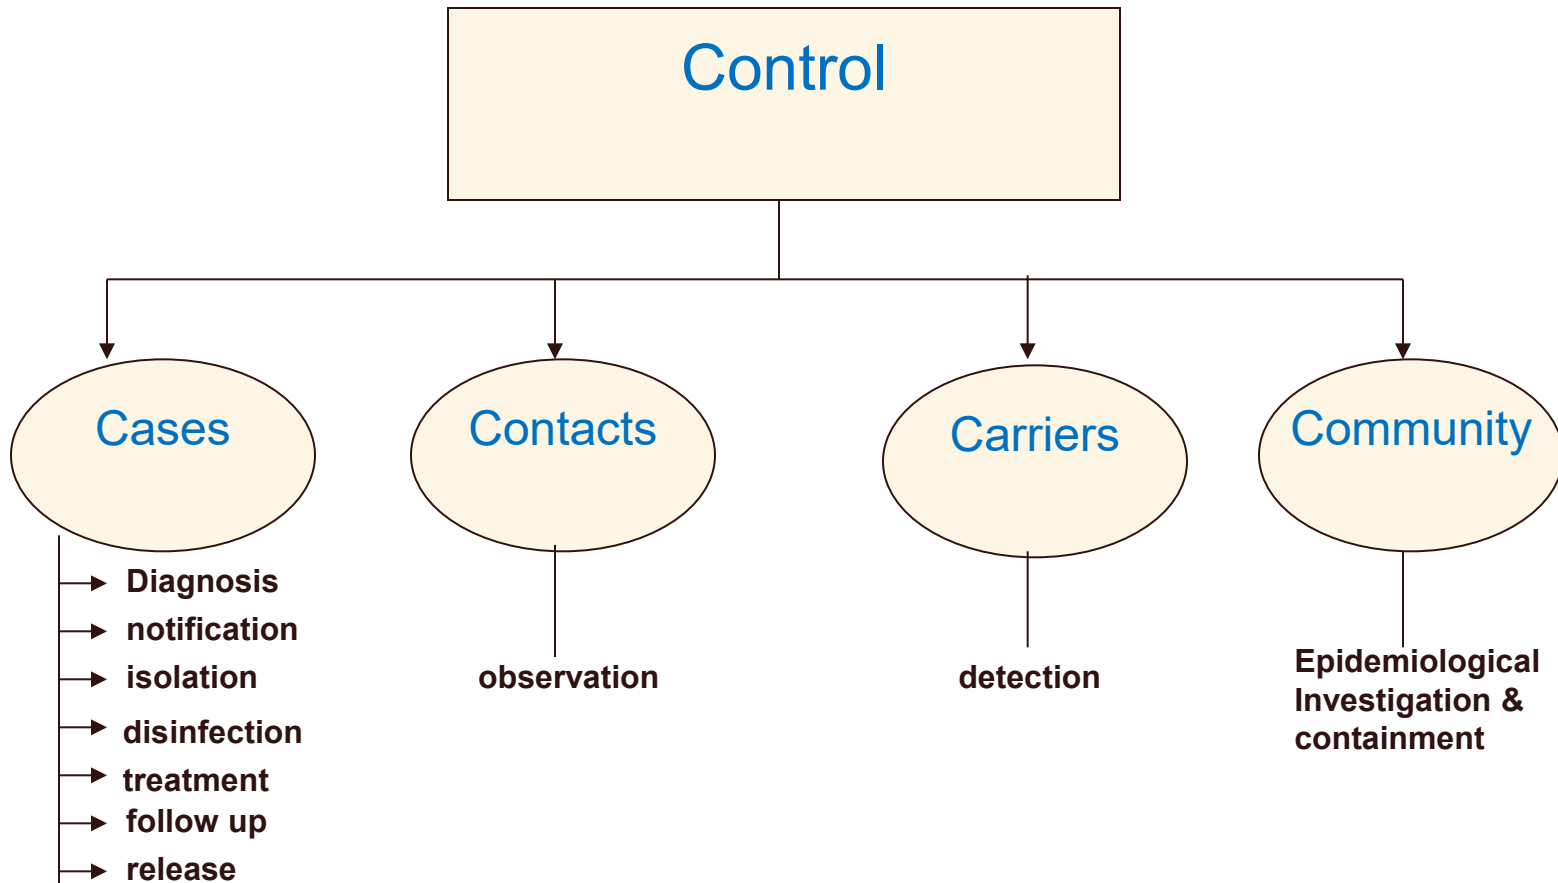 Control
Cases
Contacts
Carriers
Community
Diagnosis
notification
isolation
disinfection
treatment
follow up
release
observation
detection
Epidemiological
Investigation &
containment